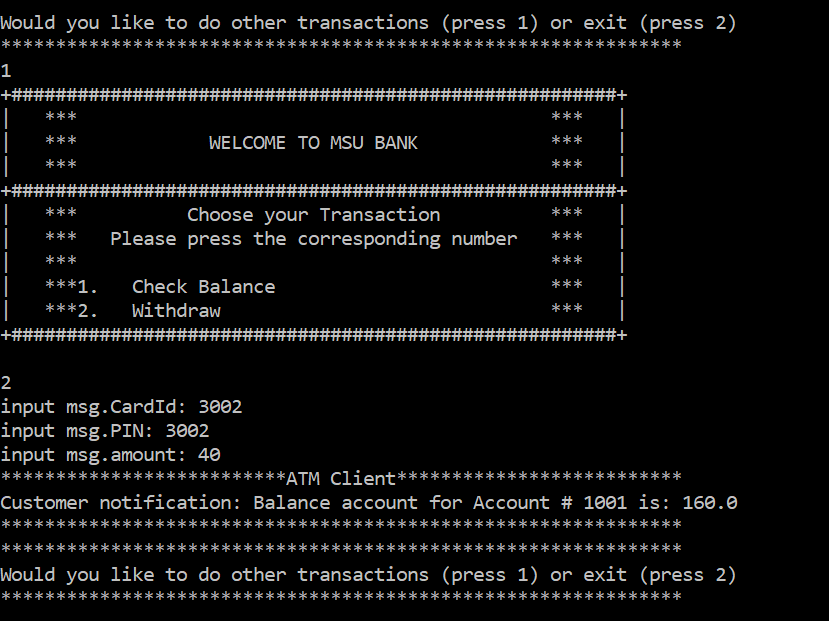 Would you like to do other transactions (press 1) or exit (press 2)
**************************************************************
1
+#######################################################+
|   ***                                           ***   |
|   ***            WELCOME TO MSU BANK            ***   |
|   ***                                           ***   |
+#######################################################+
|   ***          Choose your Transaction          ***   |
|   ***   Please press the corresponding number   ***   |
|   ***                                           ***   |
|   ***1.   Check Balance                         ***   |
|   ***2.   Withdraw                              ***   |
+#######################################################+
2
input msg.CardId: 3002
input msg.PIN: 3002
input msg.amount: 40
**************************ATM Client**************************
Customer notification: Balance account for Account # 1001 is: 160.0
**************************************************************
**************************************************************
Would you like to do other transactions (press 1) or exit (press 2)
**************************************************************